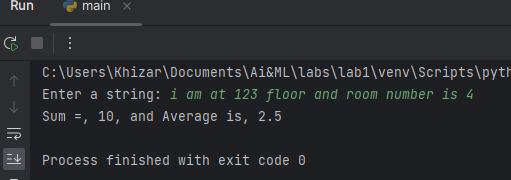 Run main
C:\Users\Khizar\Documents\Ai&ML\labs\lab1\venv\Scripts\pyth
Enter a string: i am at 123 floor and room number is 4
Sum =, 10, and Average is, 2.5
Process finished with exit code 0